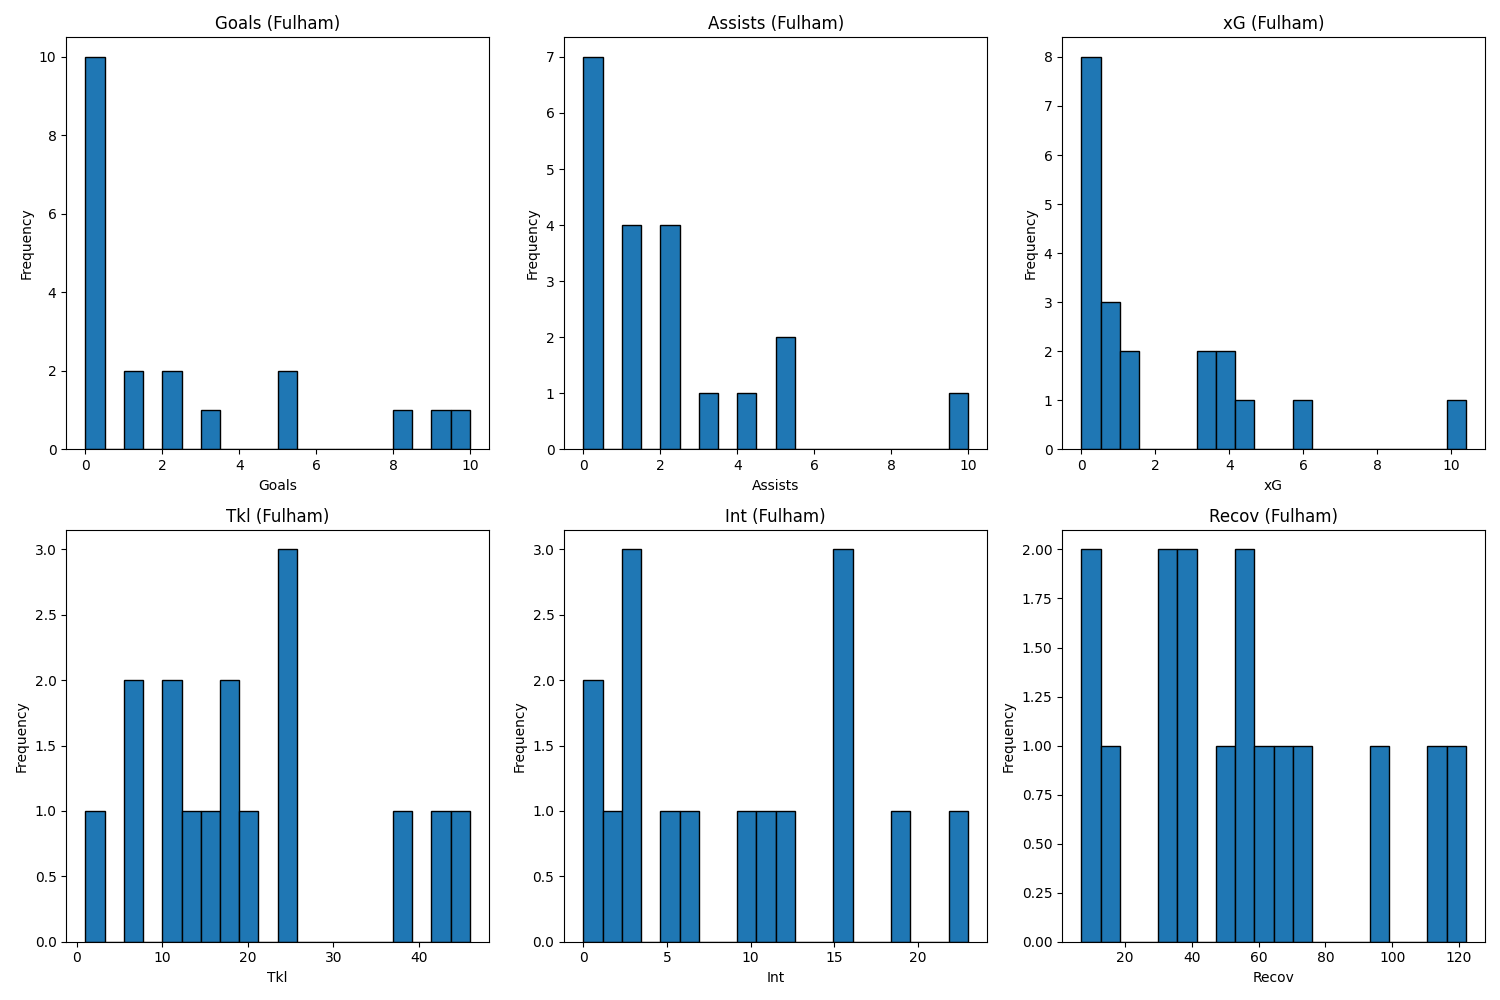 Goals (Fulham)
10
8
6
4
2
0
Frequency
0 2 4 6 8 10
Goals
Assists (Fulham)
7
6
5
4
3
2
1
0
Frequency
0 2 4 6 8 10
Assists
xG (Fulham)
8
7
6
5
4
3
2
1
0
Frequency
0 2 4 6 8 10
xG
Tkl (Fulham)
3.0
2.5
2.0
1.5
1.0
0.5
0.0
Frequency
0 10 20 30 40
Tkl
Int (Fulham)
3.0
2.5
2.0
1.5
1.0
0.5
0.0
Frequency
0 5 10 15 20
Int
Recov (Fulham)
2.00
1.75
1.50
1.25
1.00
0.75
0.50
0.25
0.00
Frequency
20 40 60 80 100 120
Recov